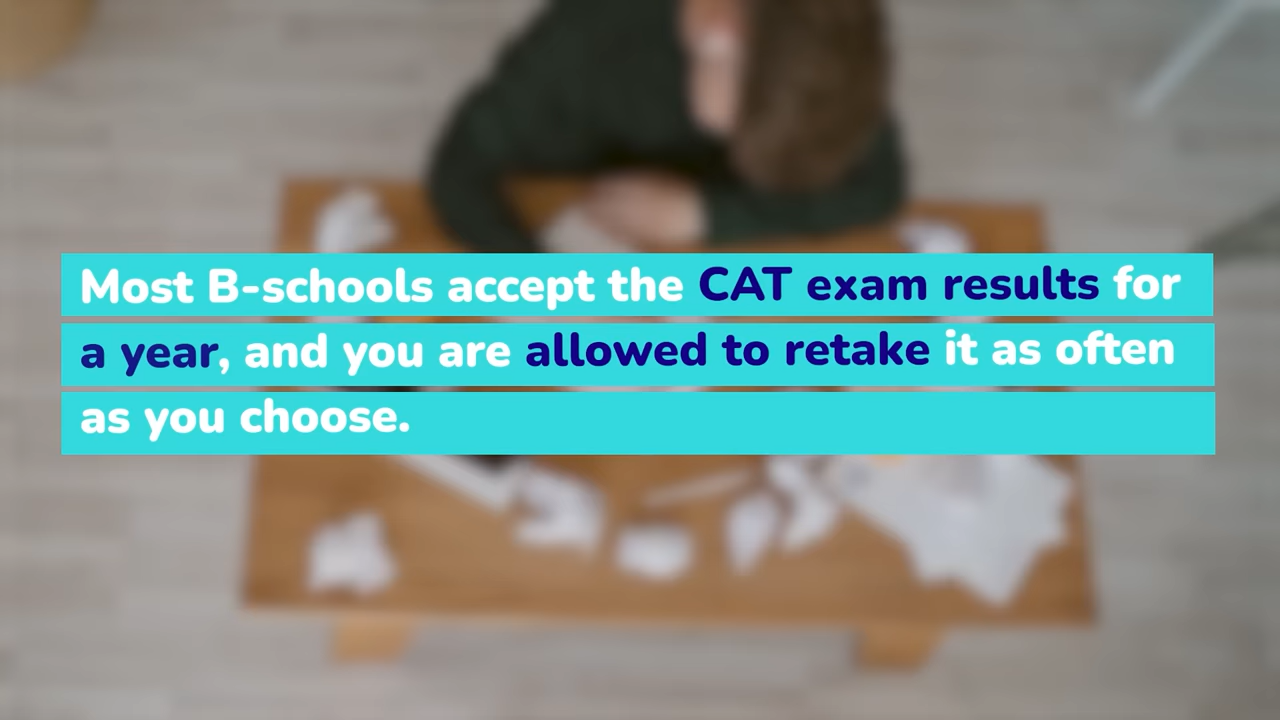 Most B-schools accept the CAT exam results for
a year, and you are allowed to retake it as often
as you choose.